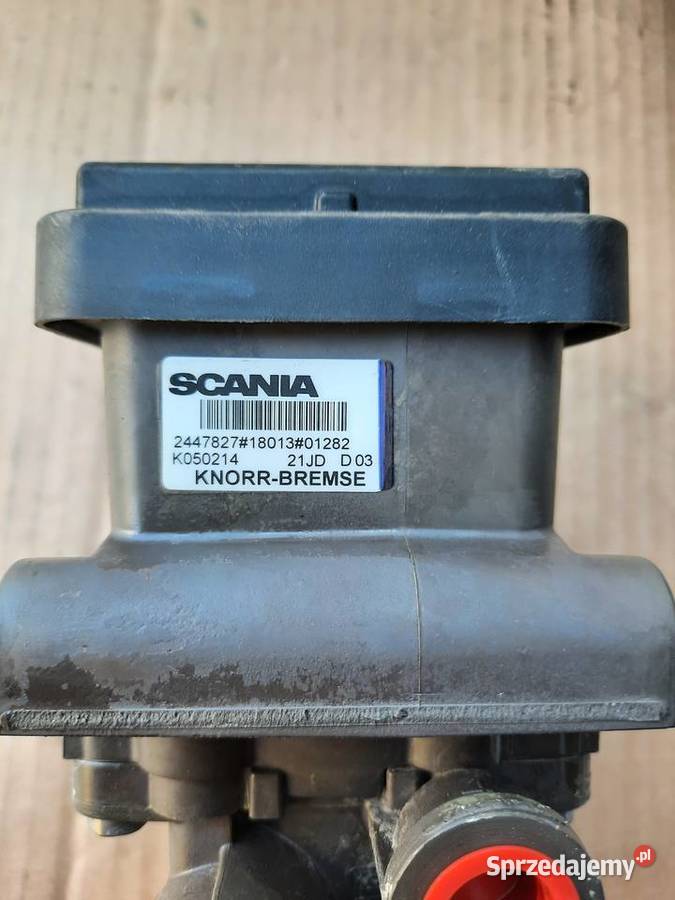 SCANIA
2447827#18013#01282
K050214 21JD D03
KNORR-BREMSE
Sprzedajemy.pl